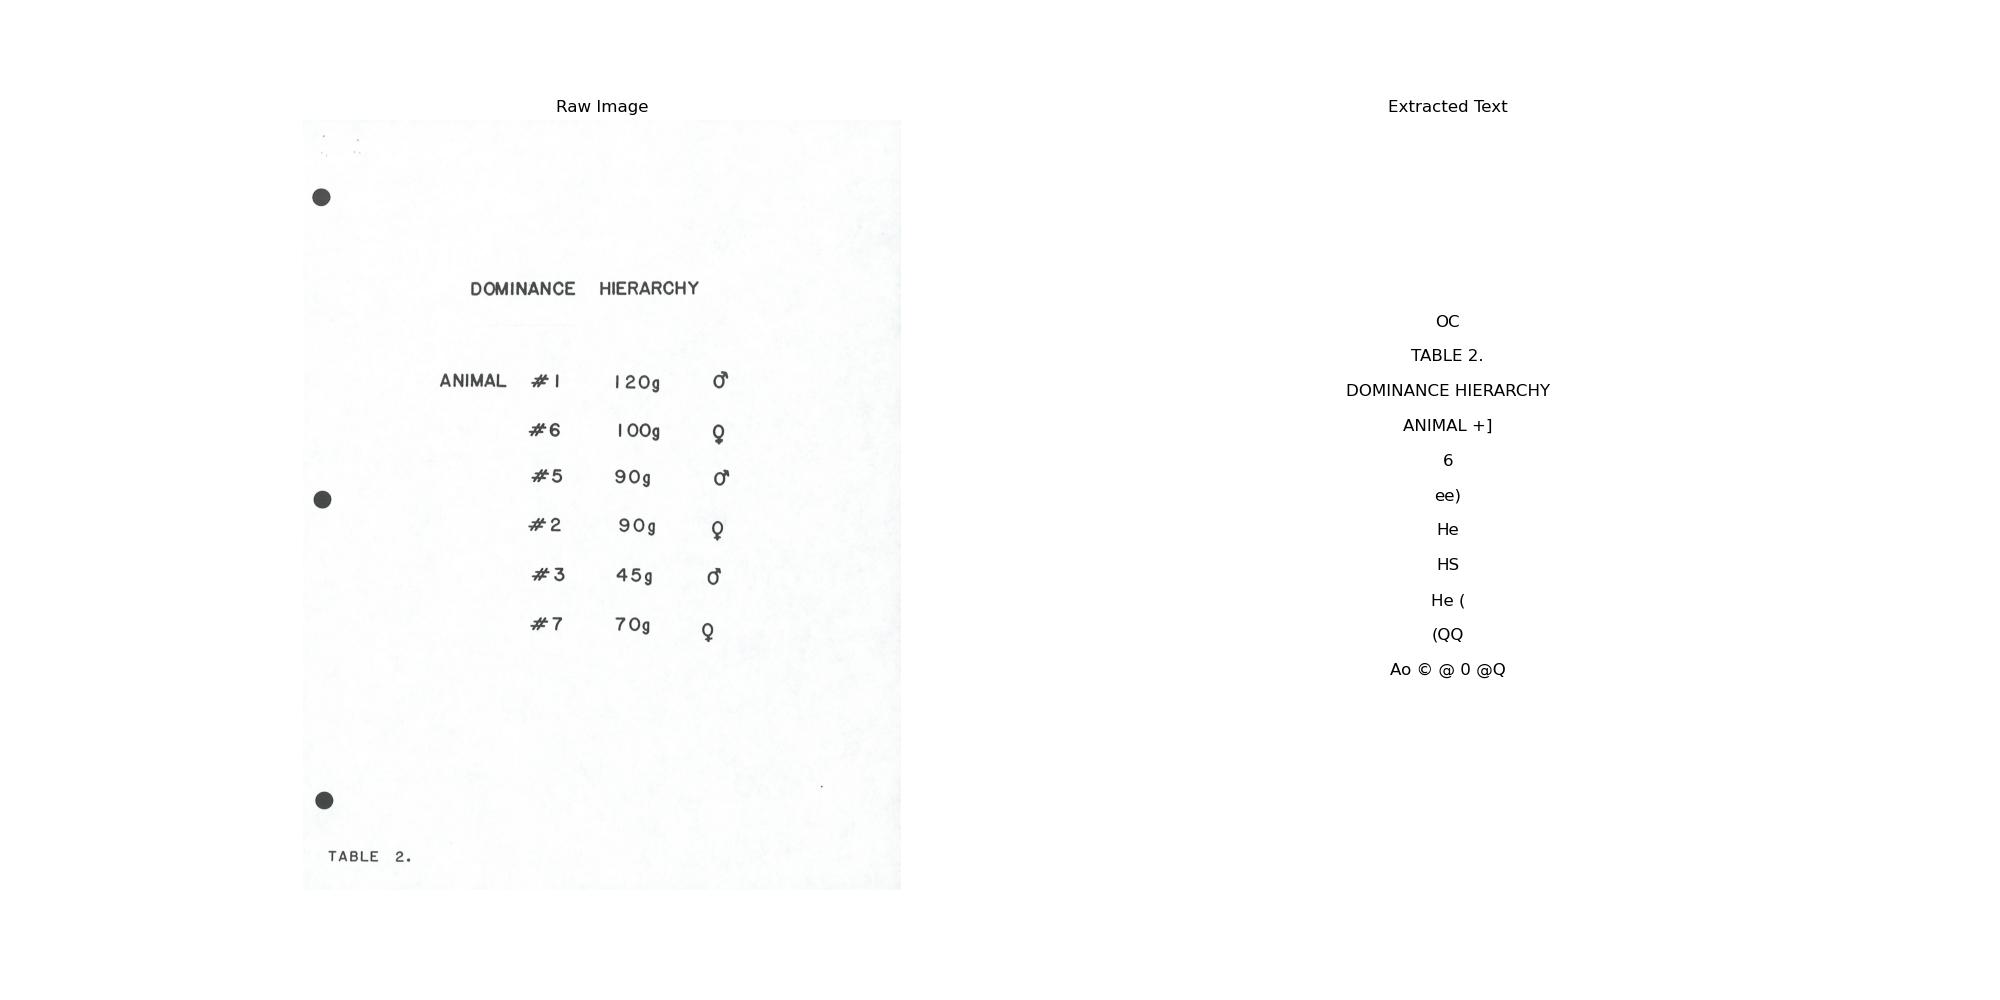 Raw Image
DOMINANCE HIERARCHY
ANIMAL #1 120g ♂
#6 100g ♀
#5 90g ♂
#2 90g ♀
#3 45g ♂
#7 70g ♀
TABLE 2.
Extracted Text
OC
TABLE 2.
DOMINANCE HIERARCHY
ANIMAL +]
6
ee)
He
HS
He (
(QQ
Ao © @ 0 @Q